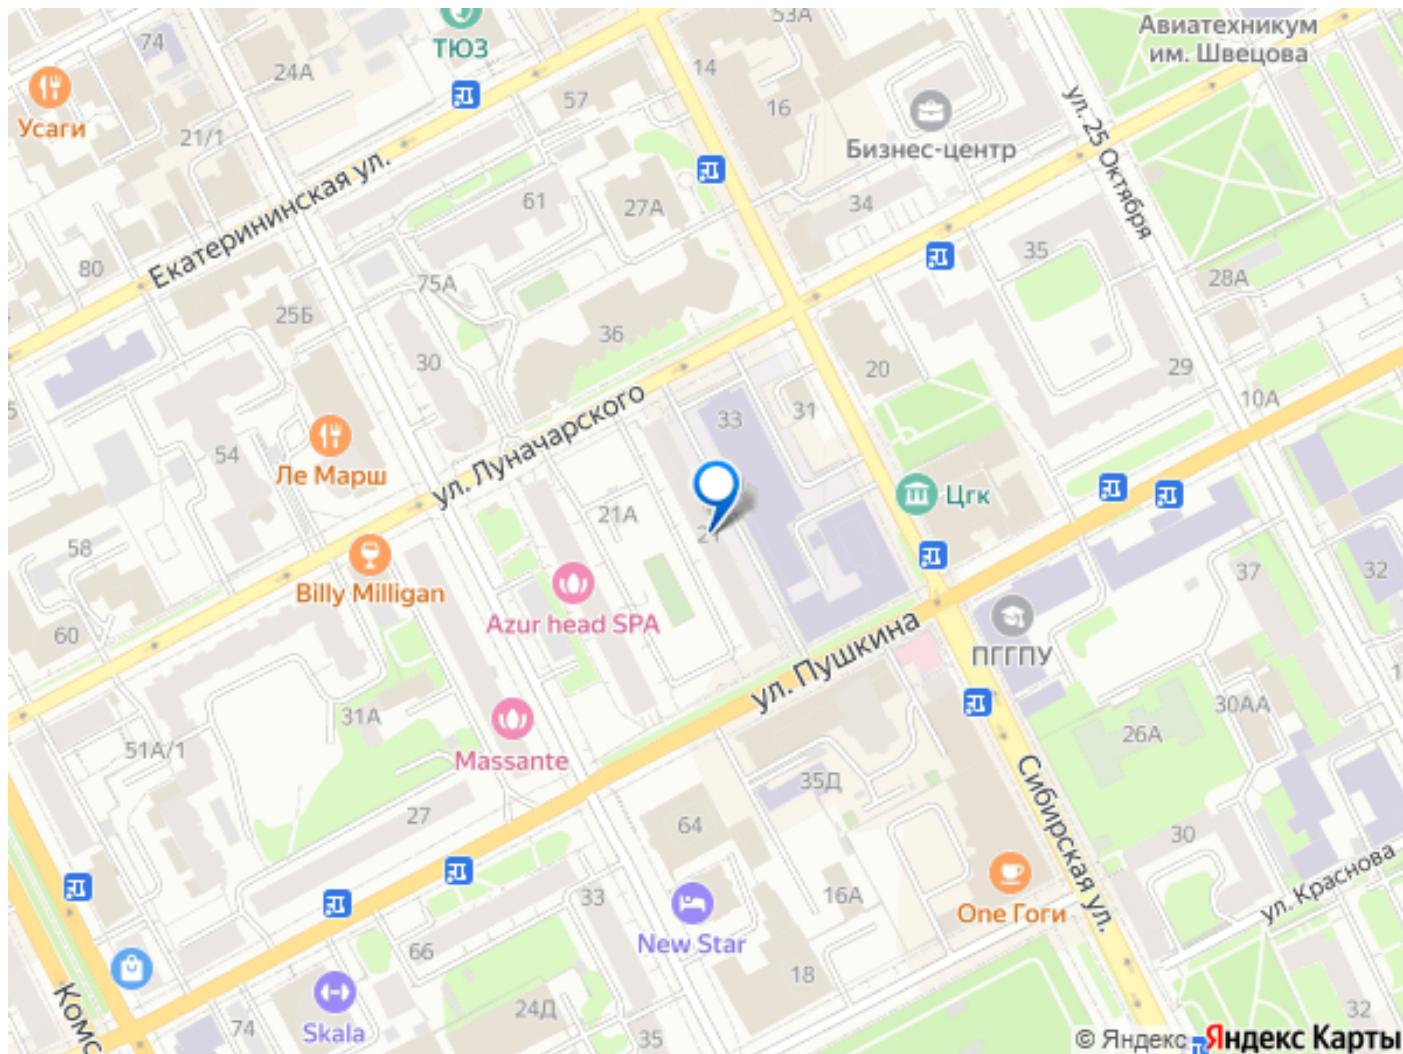 53А
Авиатехникум
им. Швецова
74
ТЮЗ
24А
14
57
16
Усаги
21/1
ул. 25 Октября
Бизнес-центр
Екатерининская ул.
61
27А
34
80
75А
35
28А
25Б
36
30
20
29
10А
33
31
ул. Луначарского
54
Ле Марш
Цгк
21А
58
Billy Milligan
37
32
Azur head SPA
60
ул. Пушкина
ПГГПУ
31А
30АА
26А
51А/1
Massante
35Д
Сибирская ул.
27
64
30
ул. Краснова
33
16А
One Гоги
New Star
66
18
Skala
24Д
74
35
32
© Яндекс
Яндекс Карты